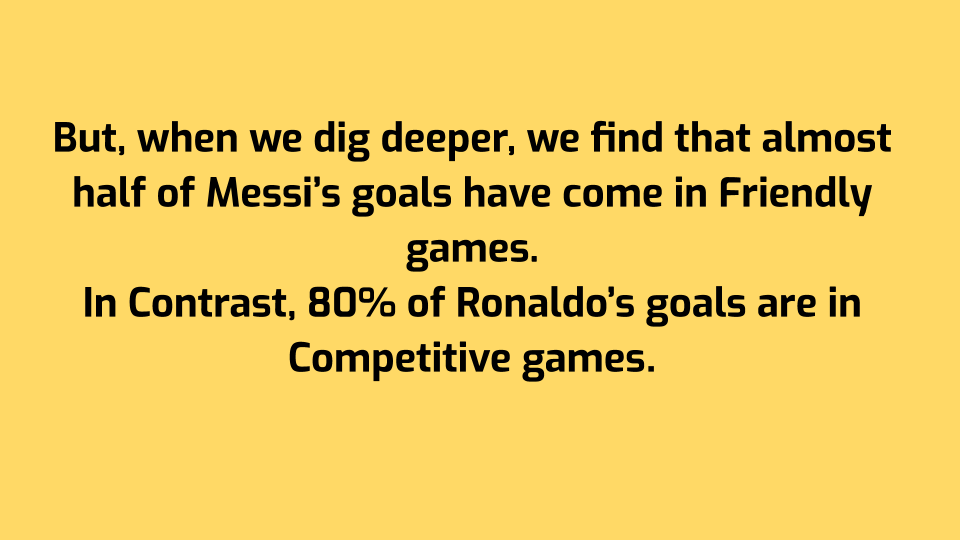 But, when we dig deeper, we find that almost
half of Messi’s goals have come in Friendly
games.
In Contrast, 80% of Ronaldo’s goals are in
Competitive games.